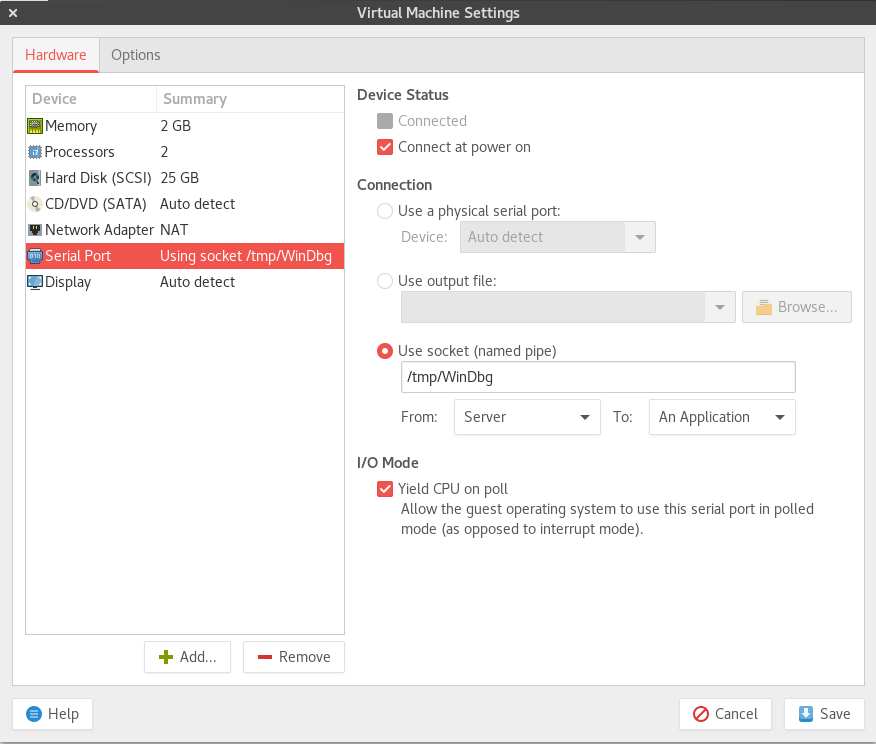 Virtual Machine Settings
Hardware
Options
Device Summary
Memory 2 GB
Processors 2
Hard Disk (SCSI) 25 GB
CD/DVD (SATA) Auto detect
Network Adapter NAT
Serial Port Using socket /tmp/WinDbg
Display Auto detect
Add...
Remove
Device Status
Connected
Connect at power on
Connection
Use a physical serial port:
Device: Auto detect
Use output file:
Browse...
Use socket (named pipe)
/tmp/WinDbg
From: Server To: An Application
I/O Mode
Yield CPU on poll
Allow the guest operating system to use this serial port in polled
mode (as opposed to interrupt mode).
Help
Cancel
Save